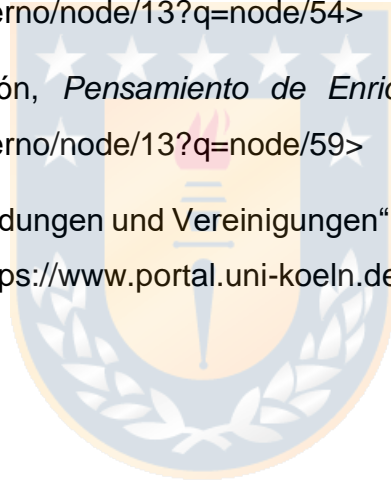 erno/node/13?q=node/54>
ón, Pensamiento de Enric
erno/node/13?q=node/59>
dungen und Vereinigungen“
ps://www.portal.uni-koeln.de